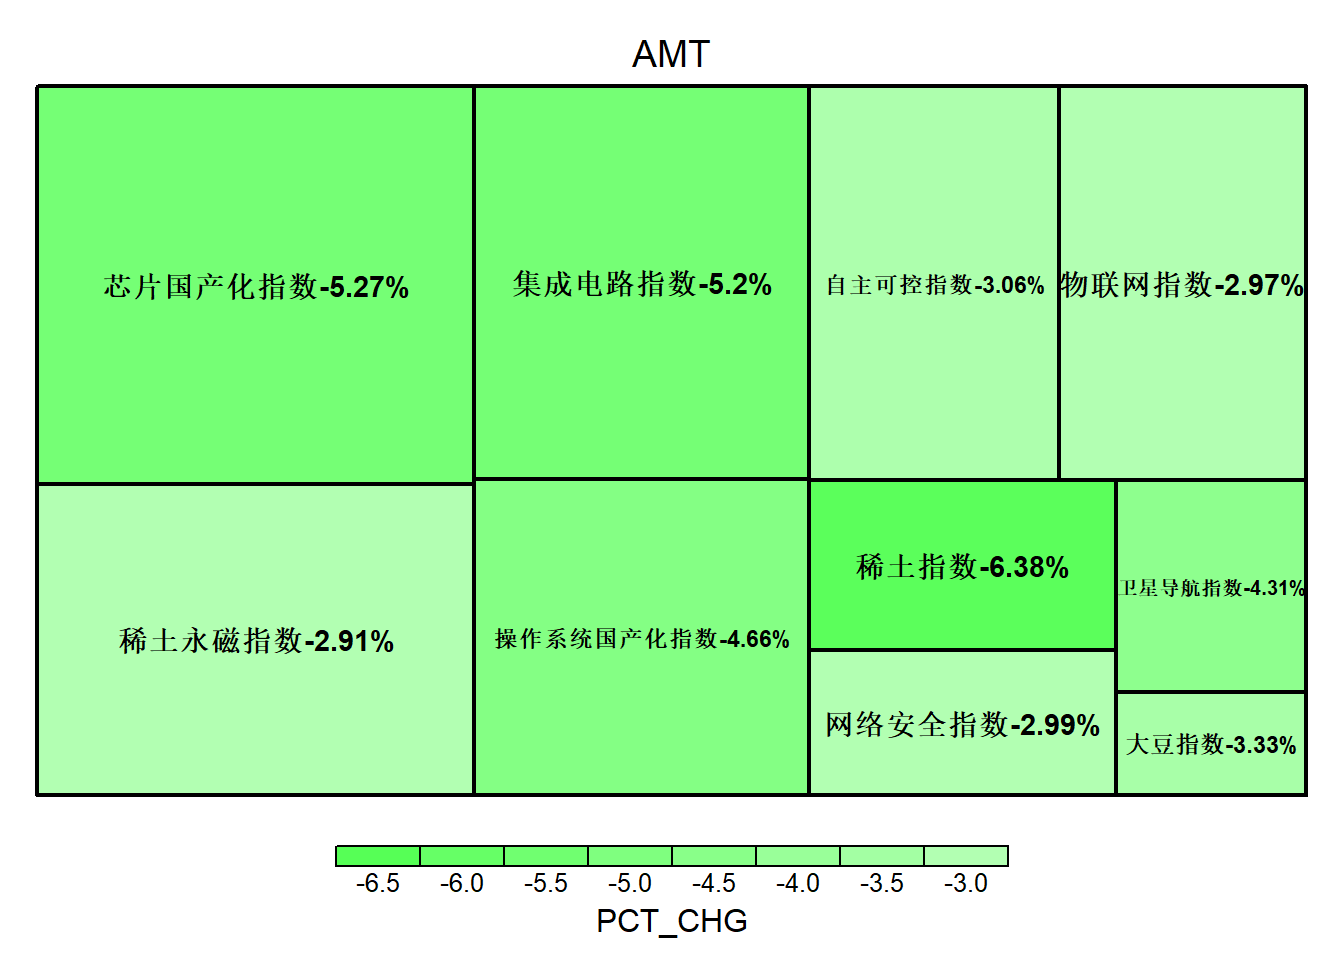 AMT
芯片国产化指数-5.27%
集成电路指数-5.2%
自主可控指数-3.06%
物联网指数-2.97%
稀土永磁指数-2.91%
操作系统国产化指数-4.66%
稀土指数-6.38%
卫星导航指数-4.31%
网络安全指数-2.99%
大豆指数-3.33%
-6.5 -6.0 -5.5 -5.0 -4.5 -4.0 -3.5 -3.0
PCT_CHG